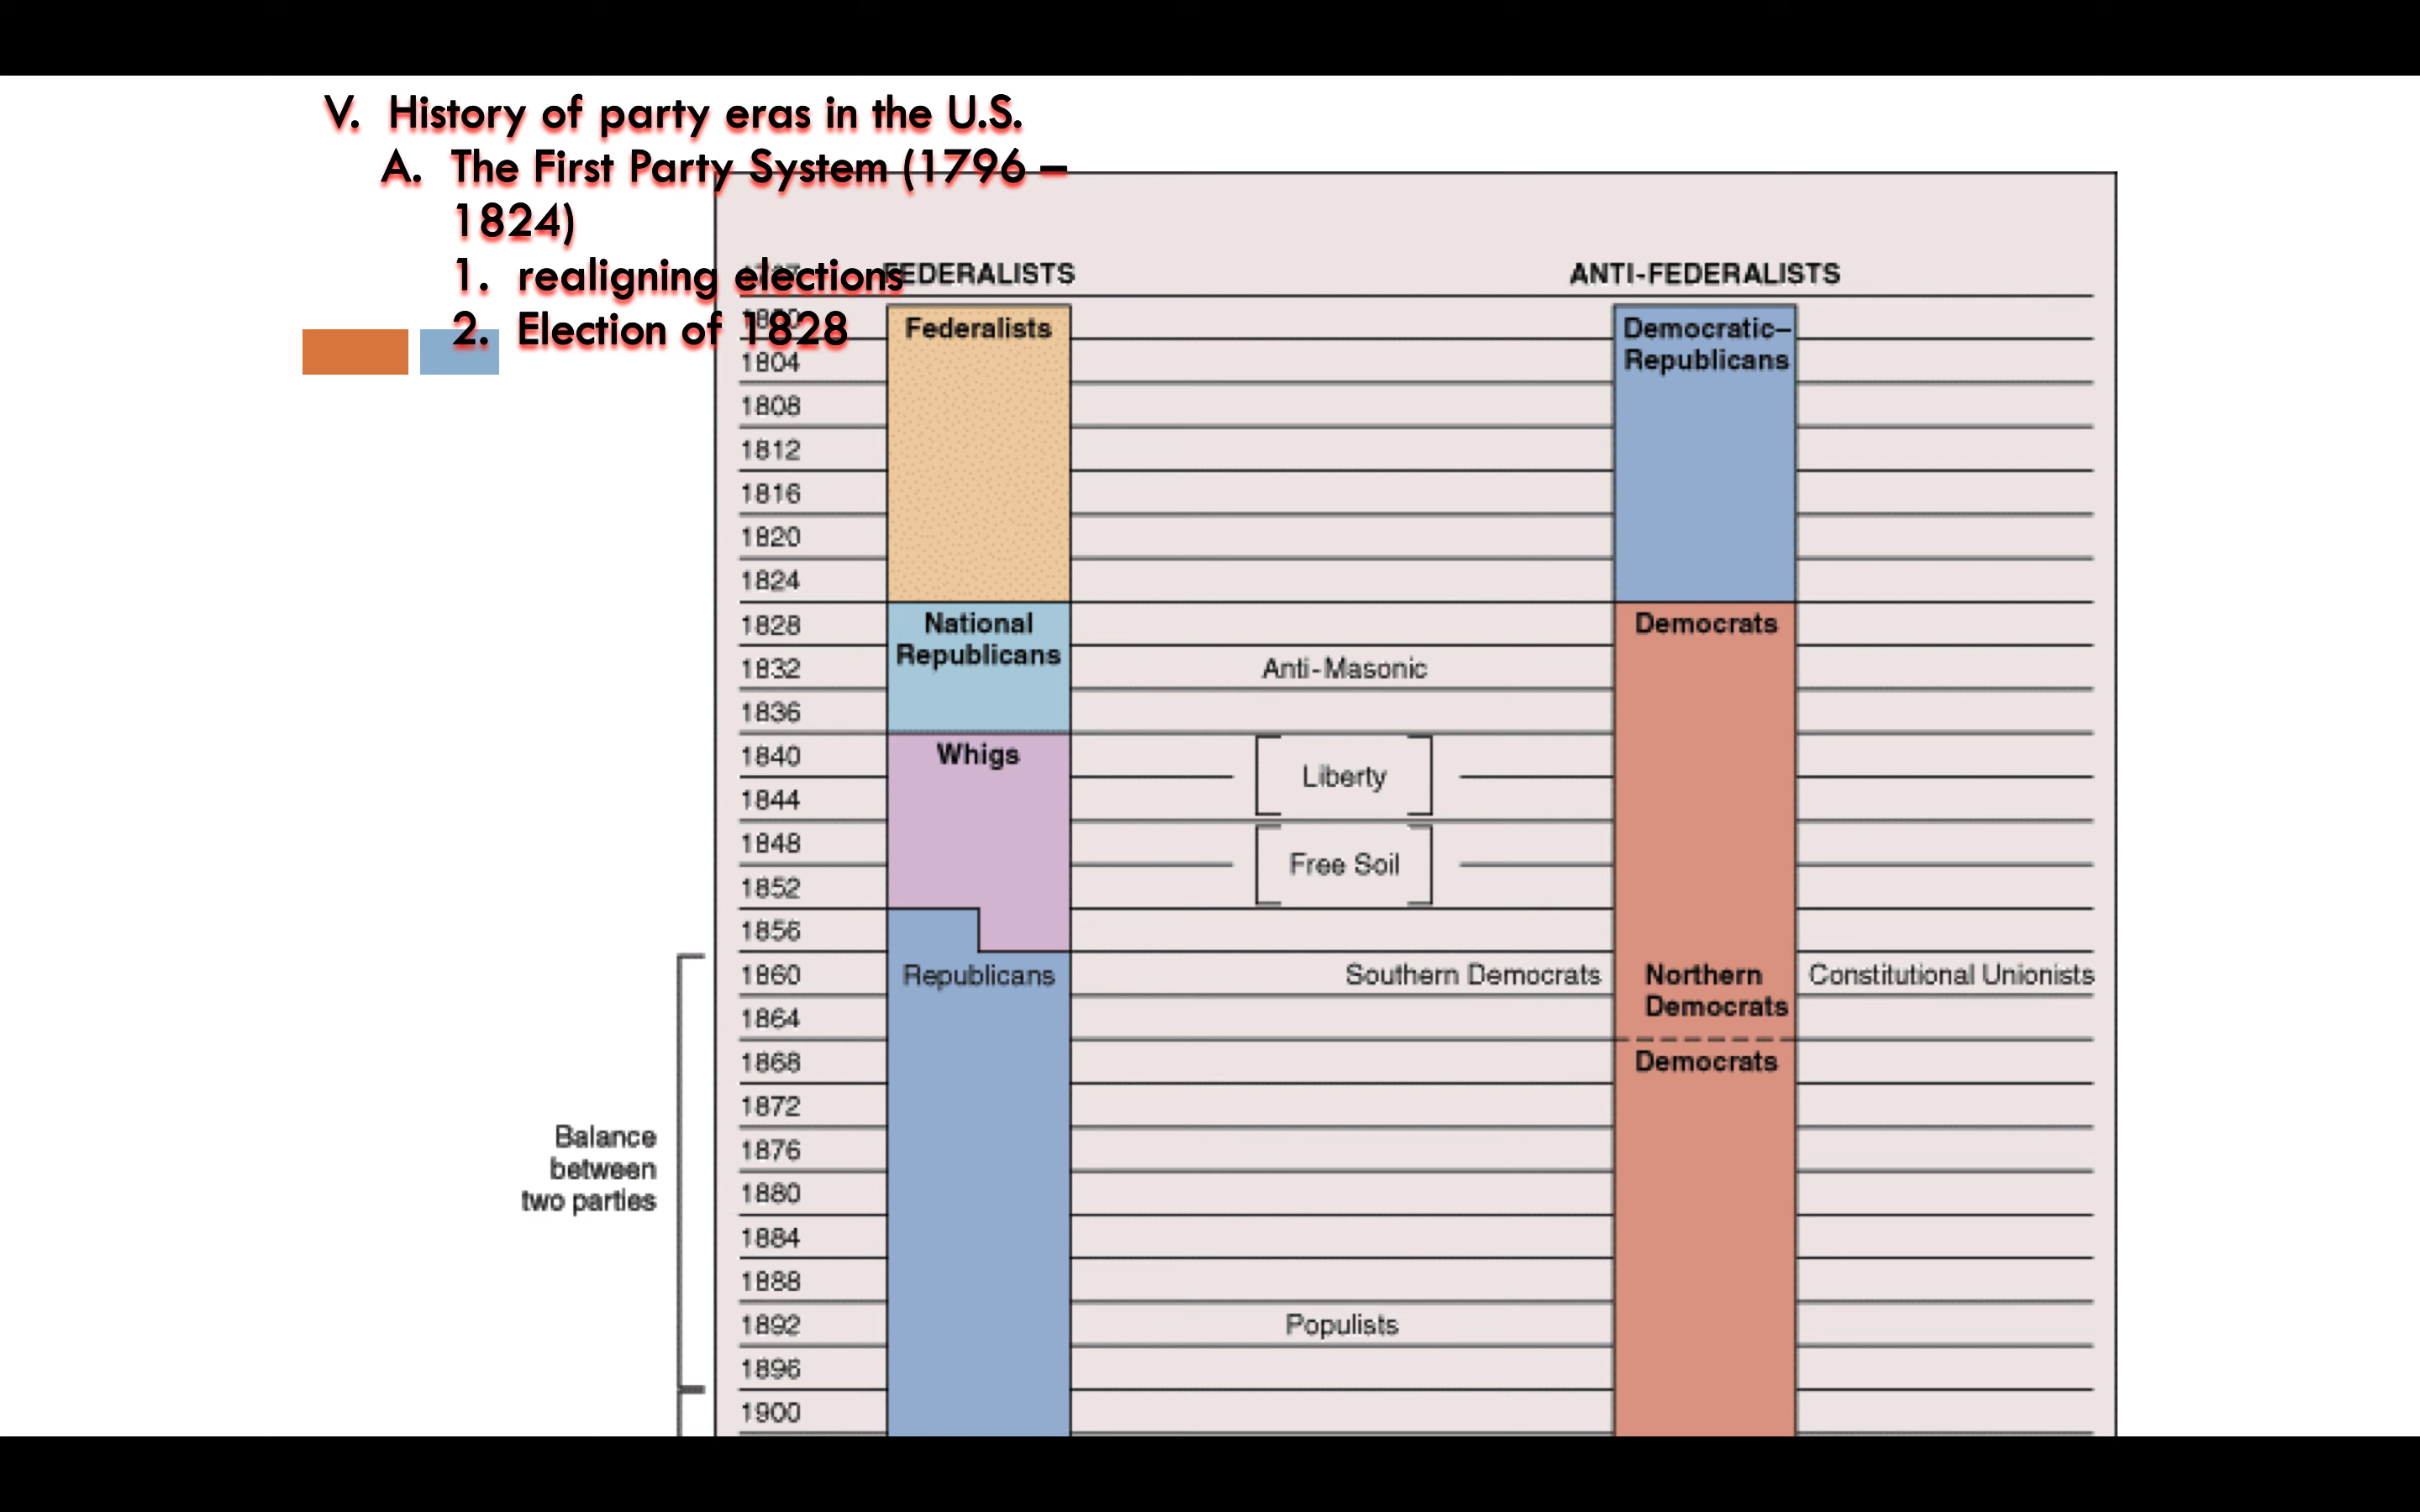 V. History of party eras in the U.S.
A. The First Party System (1796 –
1824)
1. realigning elections
2. Election of 1828
FEDERALISTS ANTI-FEDERALISTS
Federalists Democratic–
Republicans
1804
1808
1812
1816
1820
1824
1828 National Republicans Democrats
1832 Anti-Masonic
1836
1840 Whigs
Liberty
1844
1848
Free Soil
1852
1856
1860 Republicans Southern Democrats Northern Democrats Constitutional Unionists
1864
1868 Democrats
1872
Balance
between
two parties
1876
1880
1884
1888
1892 Populists
1896
1900